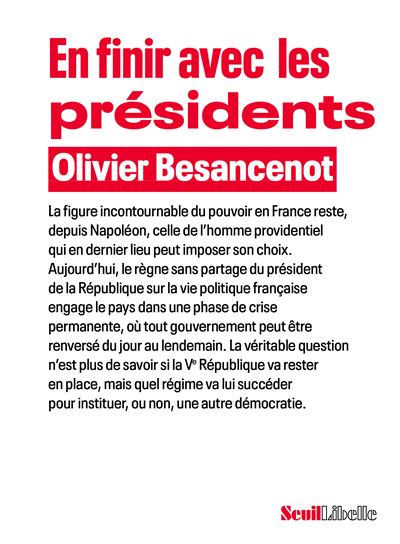 En finir avec les
présidents
Olivier Besancenot
La figure incontournable du pouvoir en France reste,
depuis Napoléon, celle de l’homme providentiel
qui en dernier lieu peut imposer son choix.
Aujourd’hui, le règne sans partage du président
de la République sur la vie politique française
engage le pays dans une phase de crise
permanente, où tout gouvernement peut être
renversé du jour au lendemain. La véritable question
n’est plus de savoir si la Vᵉ République va rester
en place, mais quel régime va lui succéder
pour instituer, ou non, une autre démocratie.
Seuil Libelle